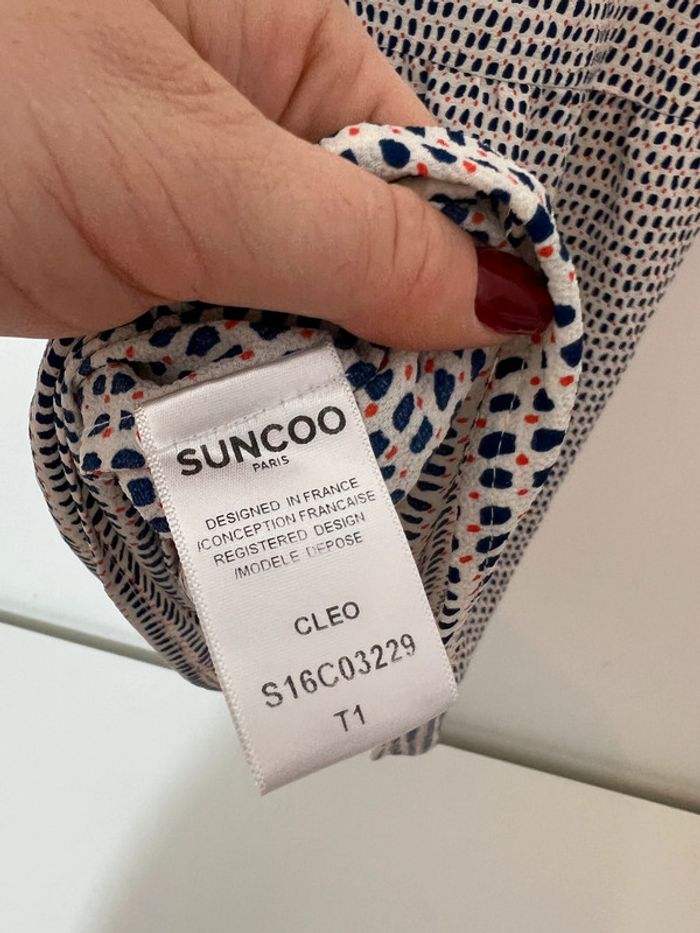 SUNCOO
PARIS
DESIGNED IN FRANCE
/CONCEPTION FRANCAISE
REGISTERED DESIGN
/MODELE DEPOSE
CLEO
S16C03229
T1